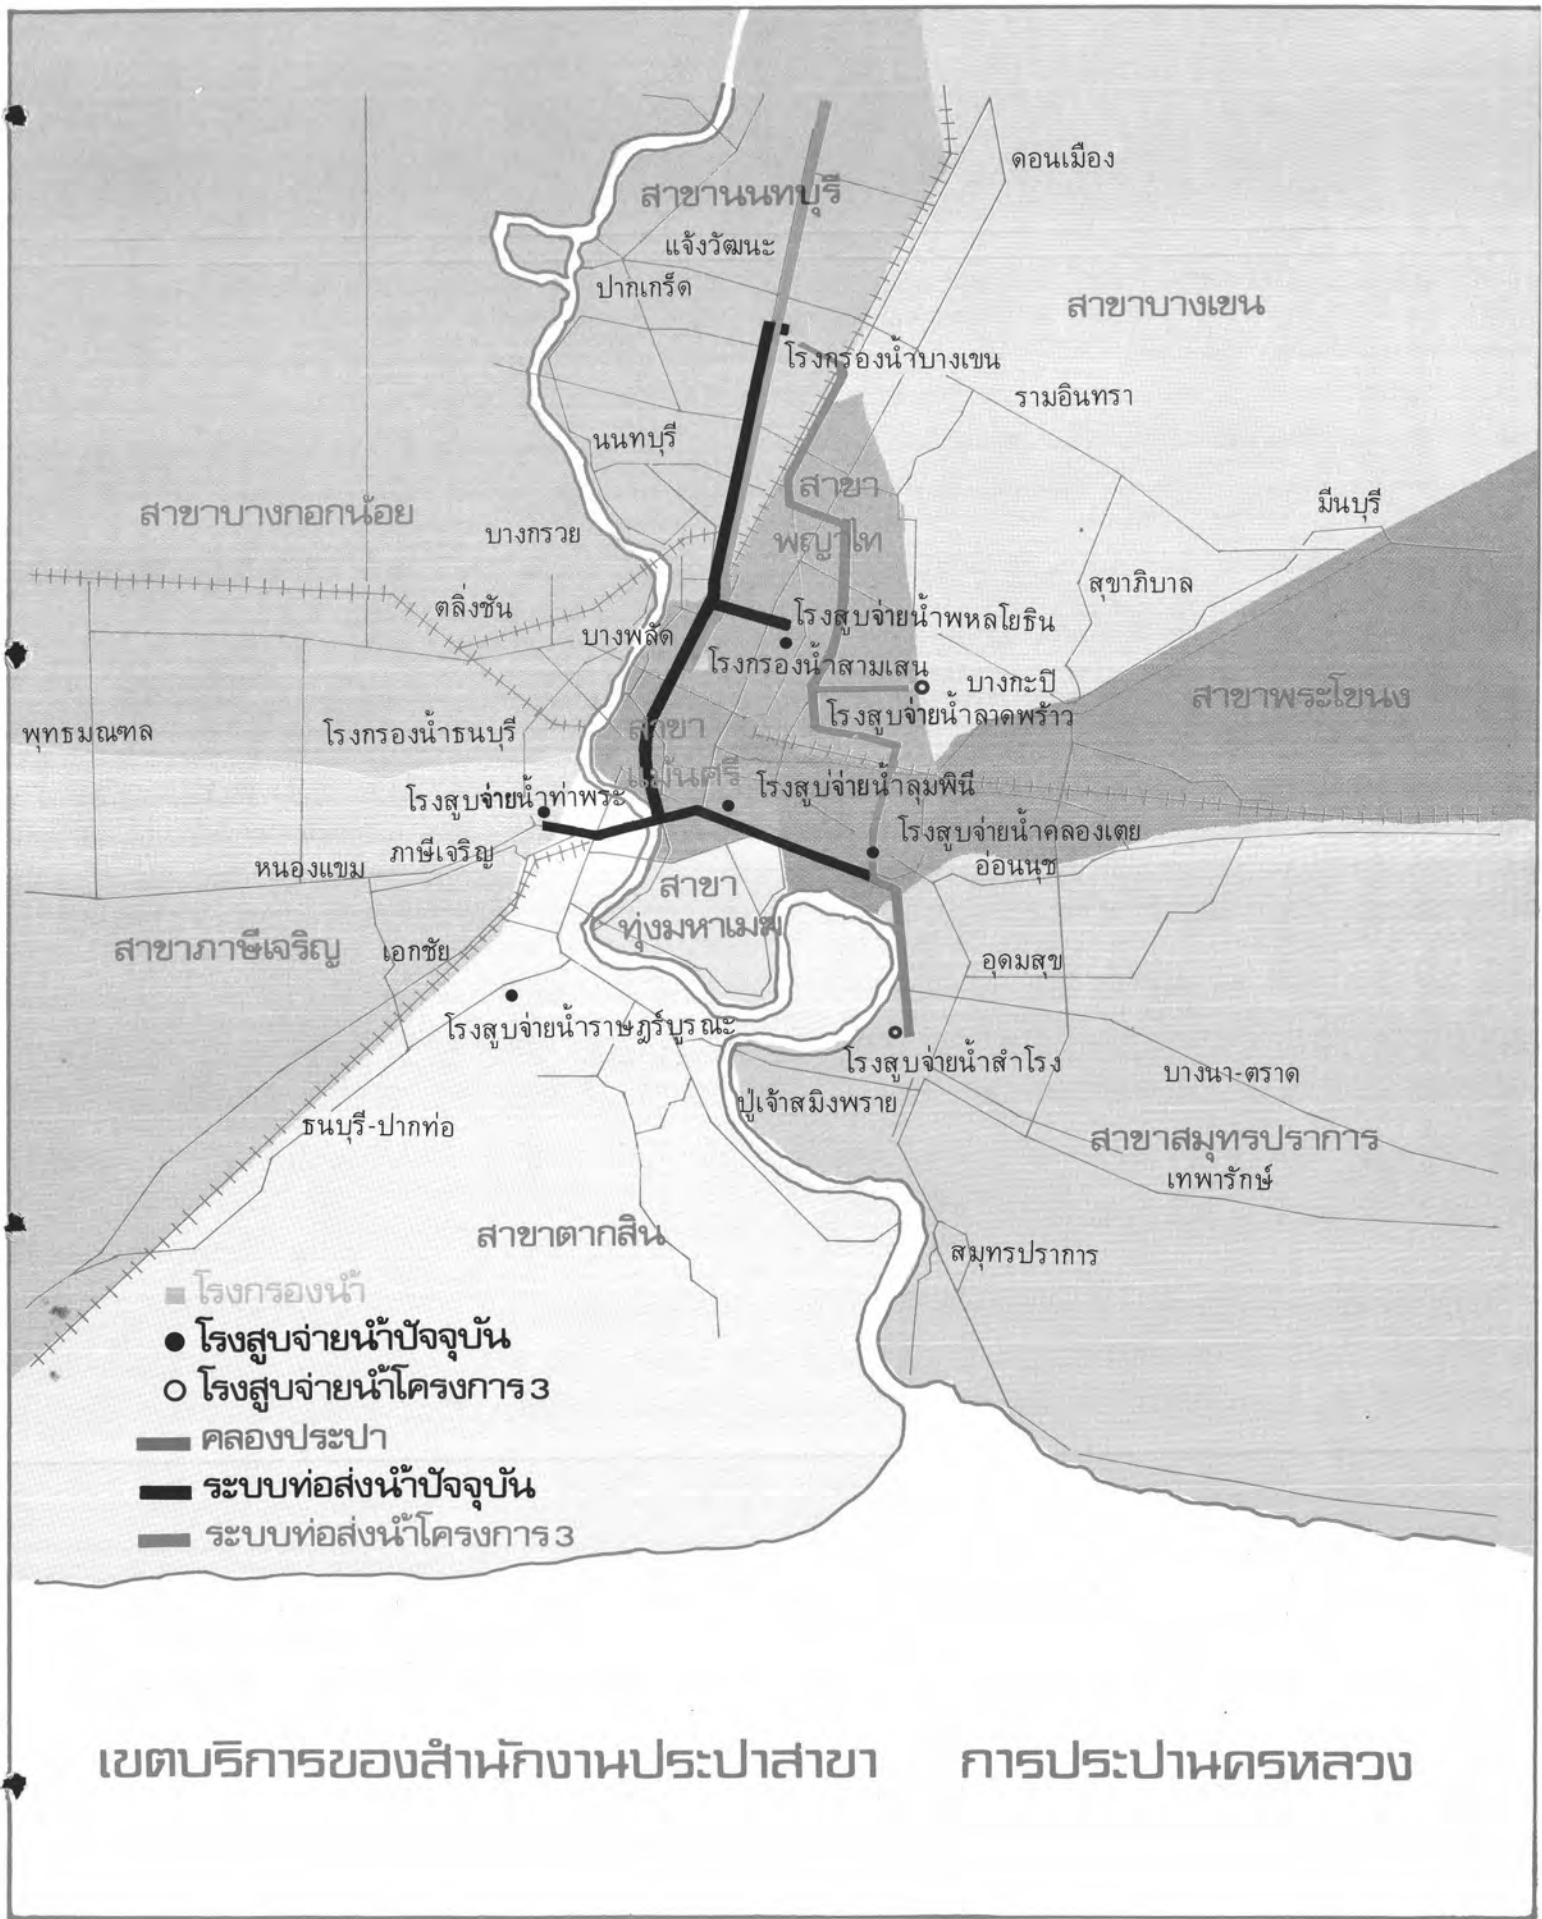 ดอนเมือง
สาขานนทบุรี
แจ้งวัฒนะ
ปากเกร็ด
สาขาบางเขน
โรงกรองน้ำบางเขน
รามอินทรา
นนทบุรี
สาขา
พญาไท
มีนบุรี
สาขาบางกอกน้อย
บางกรวย
สุขาภิบาล
ตลิ่งชัน
โรงสูบจ่ายน้ำพหลโยธิน
บางพลัด
โรงกรองน้ำสามเสน
บางกะปิ
สาขาพระโขนง
โรงสูบจ่ายน้ำลาดพร้าว
พุทธมณฑล
โรงกรองน้ำธนบุรี
สาขา
แม้นศรี
โรงสูบจ่ายน้ำลุมพินี
โรงสูบจ่ายน้ำท่าพระ
โรงสูบจ่ายน้ำคลองเตย
ภาษีเจริญ
อ่อนนุช
หนองแขม
สาขา
ทุ่งมหาเมฆ
สาขาภาษีเจริญ
เอกชัย
อุดมสุข
โรงสูบจ่ายน้ำราษฎร์บูรณะ
โรงสูบจ่ายน้ำสำโรง
บางนา-ตราด
ปู่เจ้าสมิงพราย
ธนบุรี-ปากท่อ
สาขาสมุทรปราการ
เทพารักษ์
สาขาตากสิน
สมุทรปราการ
โรงกรองน้ำ
โรงสูบจ่ายน้ำปัจจุบัน
โรงสูบจ่ายน้ำโครงการ 3
คลองประปา
ระบบท่อส่งน้ำปัจจุบัน
ระบบท่อส่งน้ำโครงการ 3
เขตบริการของสำนักงานประปาสาขา การประปานครหลวง